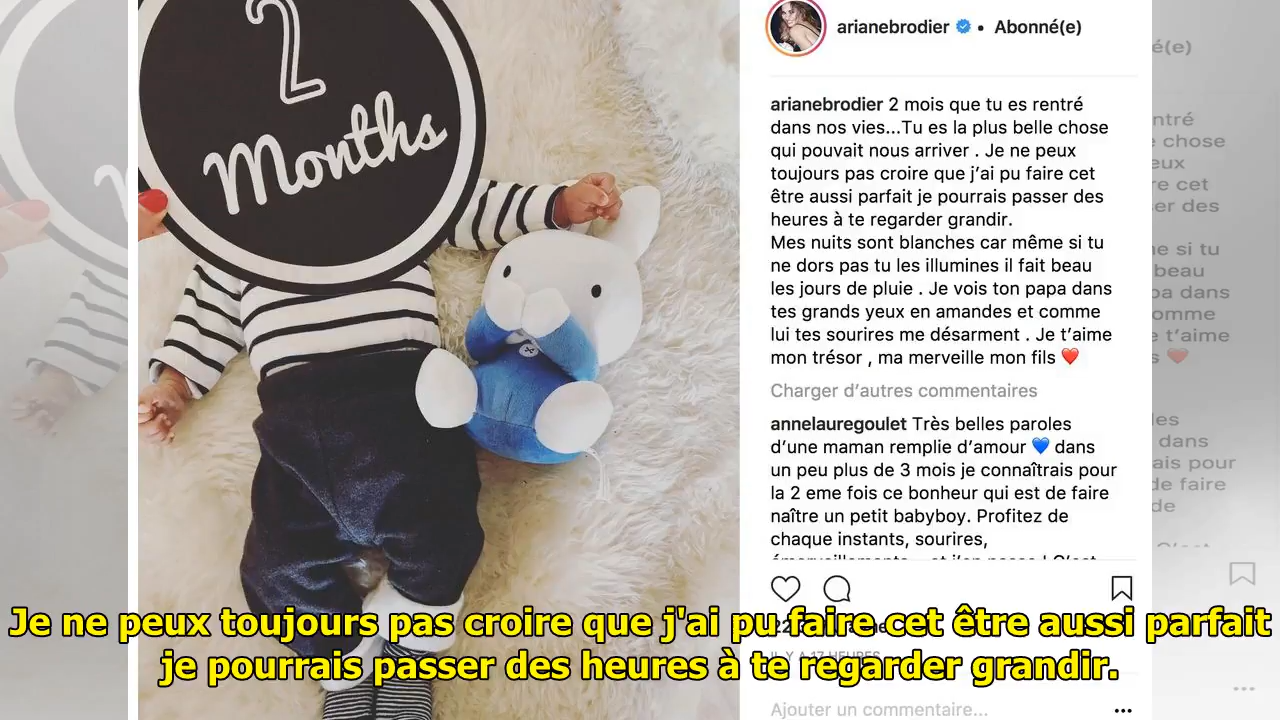 2
Months
arianebrodier • Abonné(e)
arianebrodier 2 mois que tu es rentré
dans nos vies...Tu es la plus belle chose
qui pouvait nous arriver . Je ne peux
toujours pas croire que j’ai pu faire cet
être aussi parfait je pourrais passer des
heures à te regarder grandir.
Mes nuits sont blanches car même si tu
ne dors pas tu les illumines il fait beau
les jours de pluie . Je vois ton papa dans
tes grands yeux en amandes et comme
lui tes sourires me désarment . Je t’aime
mon trésor , ma merveille mon fils ❤️
Charger d’autres commentaires
annelauregoulet Très belles paroles
d’une maman remplie d’amour 💙 dans
un peu plus de 3 mois je connaîtrais pour
la 2 eme fois ce bonheur qui est de faire
naître un petit babyboy. Profitez de
chaque instants, sourires,
IL Y A 17 HEURES
Je ne peux toujours pas croire que j'ai pu faire cet être aussi parfait
je pourrais passer des heures à te regarder grandir.
Ajouter un commentaire...